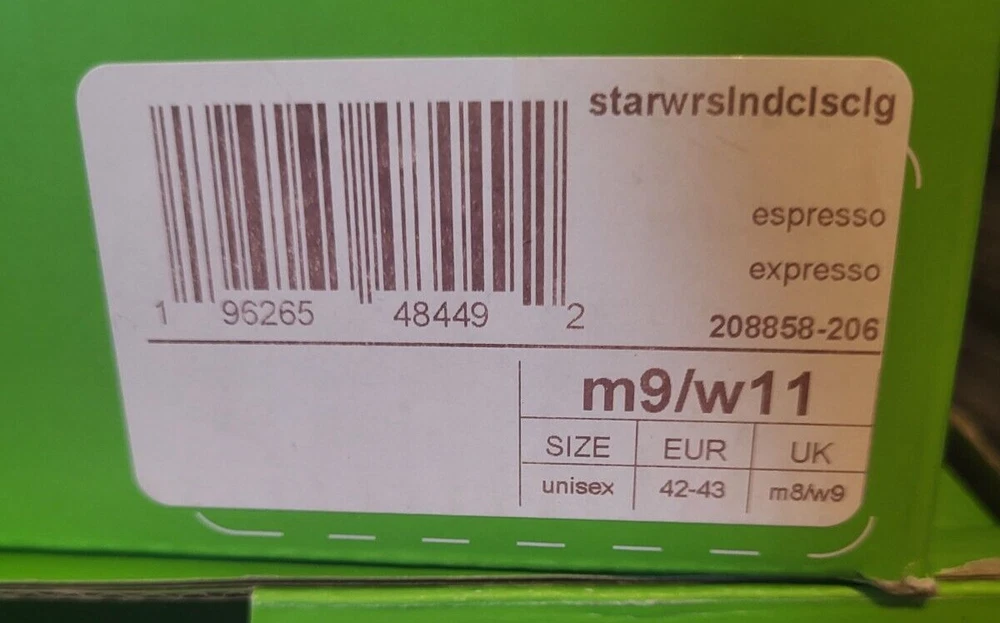 starwrslndclsclg
espresso
expresso
1 96265 48449 2
208858-206
m9/w11
SIZE EUR UK
unisex 42-43 m8/w9